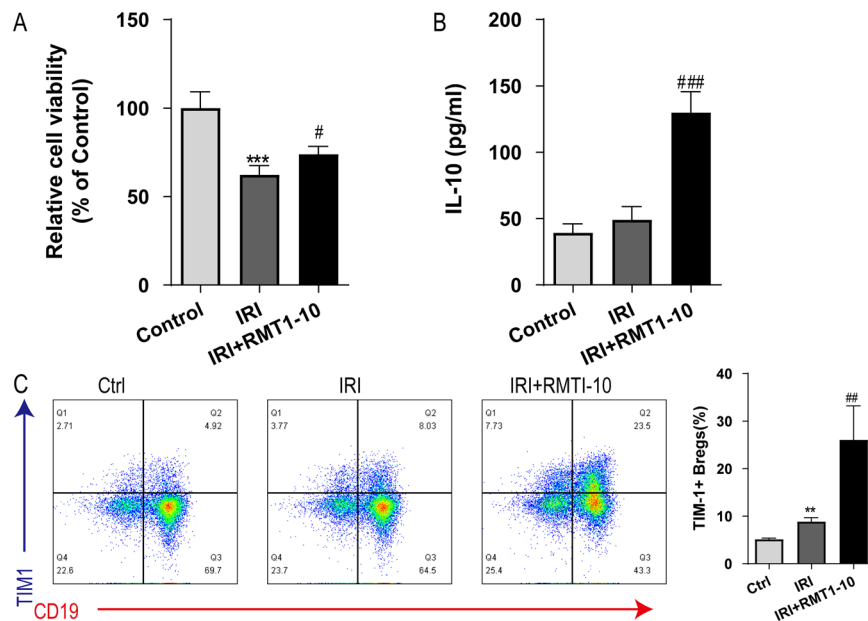 A
150
100
50
0
Relative cell viability
(% of Control)
***
#
Control
IRI
IRI+RMT1-10
B
200
150
100
50
0
IL-10 (pg/ml)
###
Control
IRI
IRI+RMT1-10
C
Ctrl
IRI
IRI+RMTI-10
Q1
2.71
Q2
4.92
Q4
22.6
Q3
69.7
Q1
3.77
Q2
8.03
Q4
23.7
Q3
64.5
Q1
7.73
Q2
23.5
Q4
25.4
Q3
43.3
TIM1
CD19
40
30
20
10
0
TIM-1+ Bregs(%)
**
##
Ctrl
IRI
IRI+RMT1-10